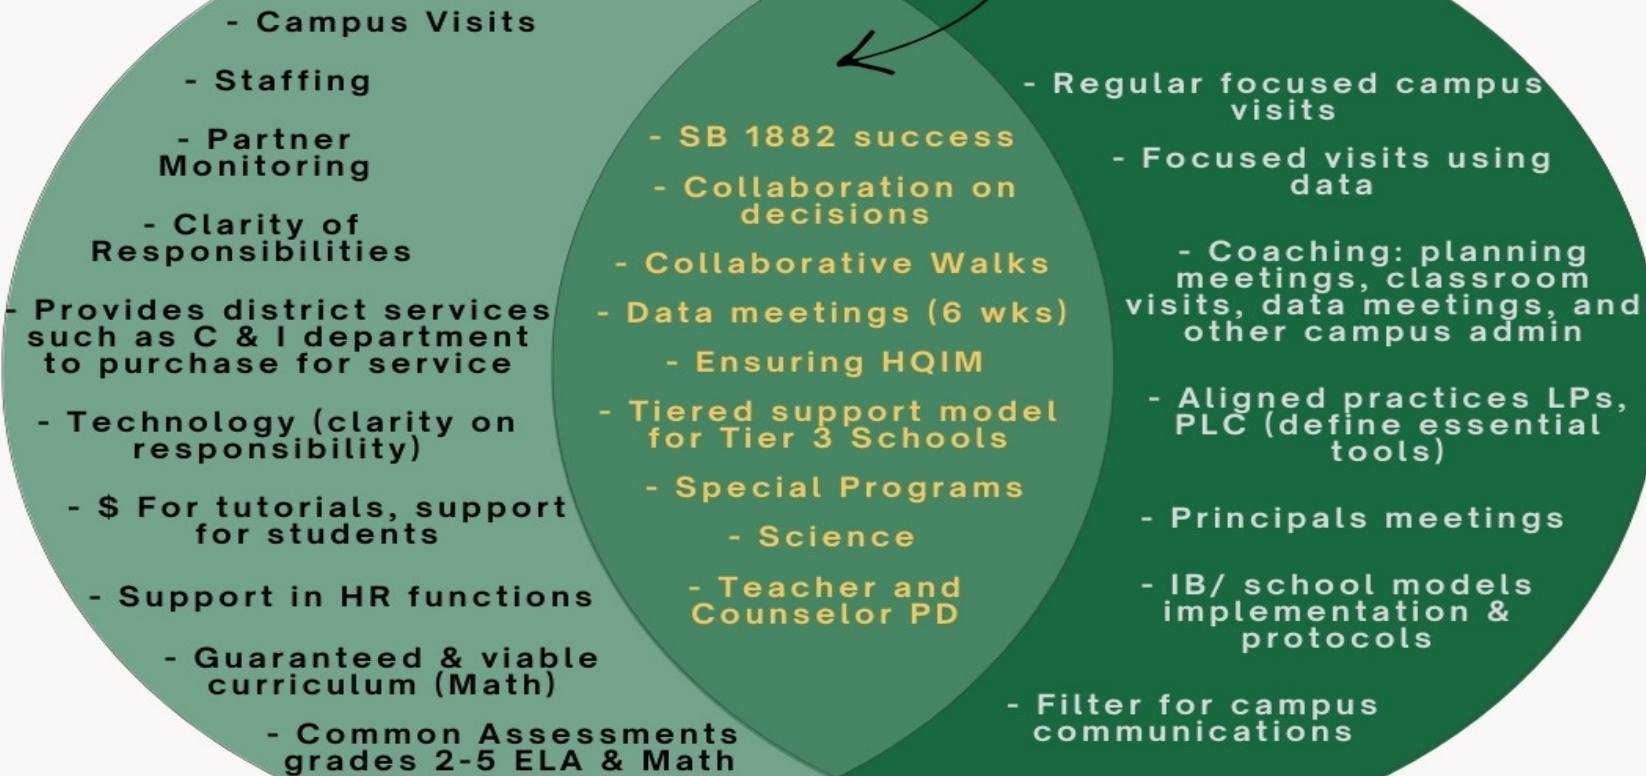 - Campus Visits
- Staffing
- Partner
Monitoring
- Clarity of
Responsibilities
- Provides district services
such as C & I department
to purchase for service
- Technology (clarity on
responsibility)
- $ For tutorials, support
for students
- Support in HR functions
- Guaranteed & viable
curriculum (Math)
- Common Assessments
grades 2-5 ELA & Math
- SB 1882 success
- Collaboration on
decisions
- Collaborative Walks
- Data meetings (6 wks)
- Ensuring HQIM
- Tiered support model
for Tier 3 Schools
- Special Programs
- Science
- Teacher and
Counselor PD
- Regular focused campus
visits
- Focused visits using
data
- Coaching: planning
meetings, classroom
visits, data meetings, and
other campus admin
- Aligned practices LPs,
PLC (define essential
tools)
- Principals meetings
- IB/ school models
implementation &
protocols
- Filter for campus
communications